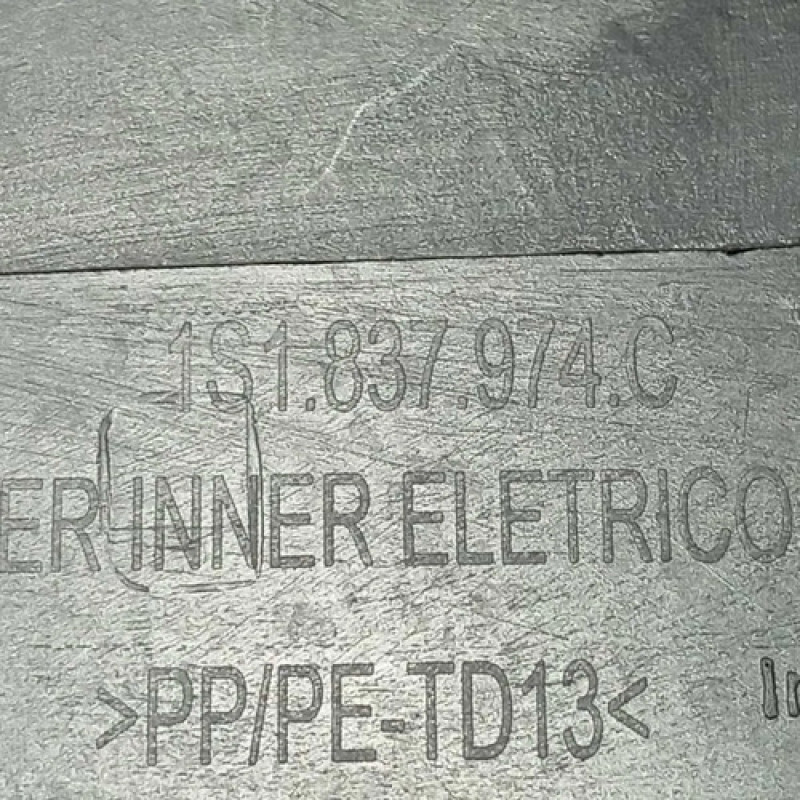 1S1.837.974.C
ER INNER ELETRICO
>PP/PE-TD13<